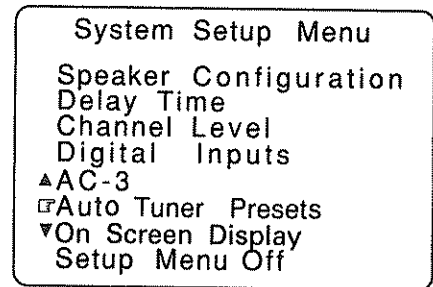 System Setup Menu
Speaker Configuration
Delay Time
Channel Level
Digital Inputs
▲AC-3
☞Auto Tuner Presets
▼On Screen Display
Setup Menu Off